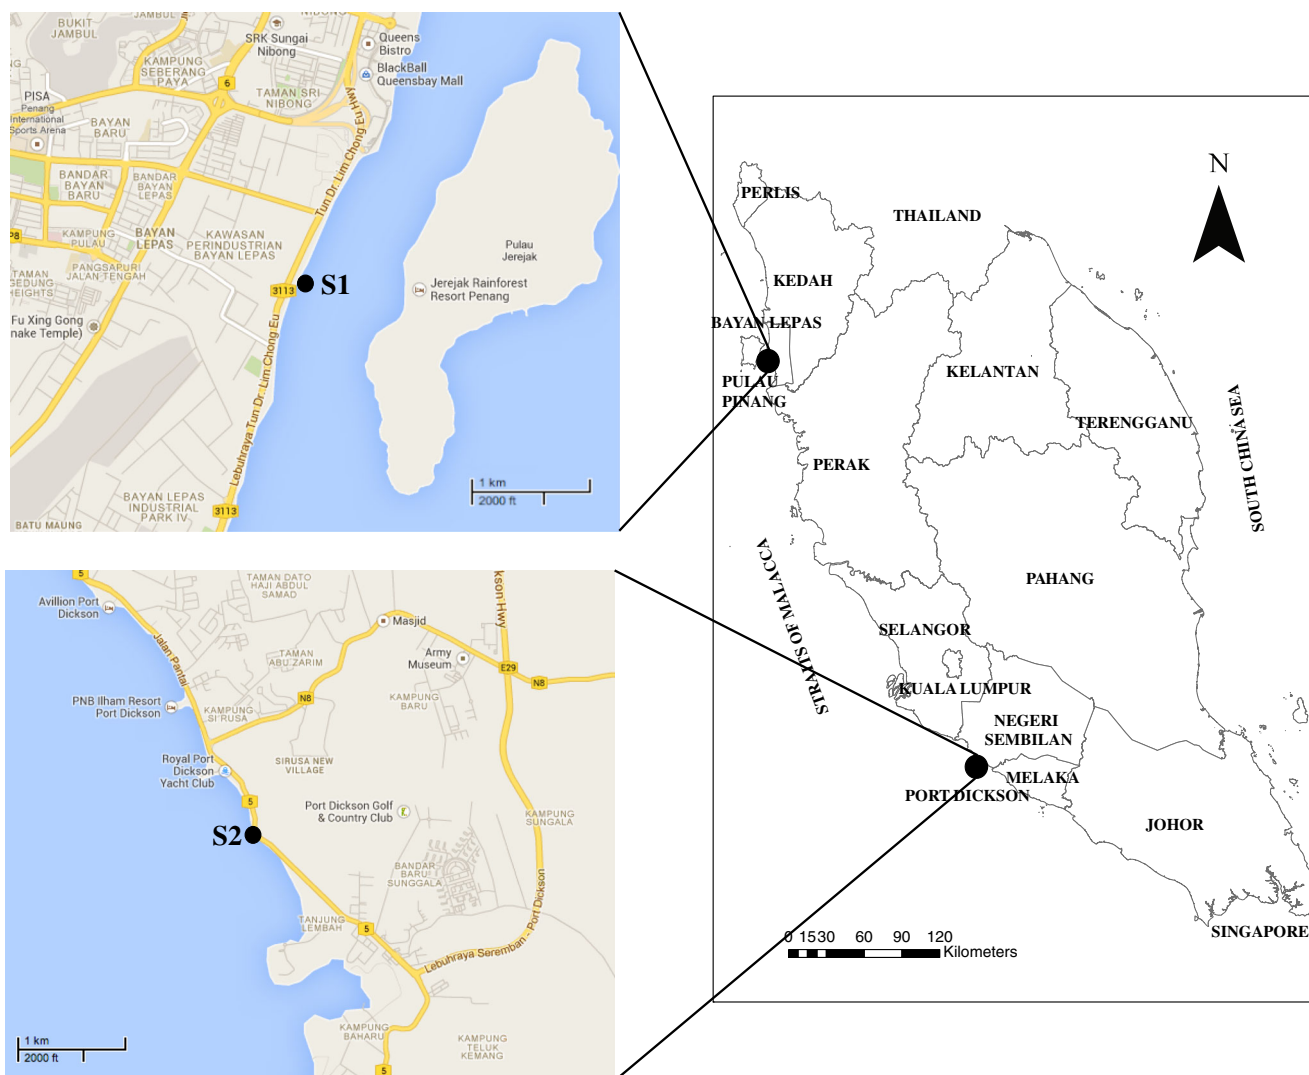 BUKIT
JAMBUL
JAMBUL
NIBONG
SRK Sungai
Nibong
Queens
Bistro
BlackBall
Queensbay Mall
KAMPUNG
SEBERANG
PAYA
6
TAMAN SRI
NIBONG
PISA
Penang
International
Sports Arena
BAYAN
BARU
Tun Dr. Lim Chong Eu Hwy
BANDAR
BAYAN
BARU
BANDAR
BAYAN
LEPAS
P8
KAMPUNG
PULAU
BAYAN
LEPAS
KAWASAN
PERINDUSTRIAN
BAYAN LEPAS
PANGSAPURI
JALAN TENGAH
TAMAN
GEDUNG
HEIGHTS
3113
S1
Pulau
Jerejak
Jerejak Rainforest
Resort Penang
Fu Xing Gong
nake Temple)
Lebuhraya Tun Dr. Lim Chong Eu
BAYAN LEPAS
INDUSTRIAL
PARK IV
3113
BATU MAUNG
1 km
2000 ft
5
TAMAN DATO
HAJI ABDUL
SAMAD
kson Hwy
Avillion Port
Dickson
Masjid
Jalan Pantai
TAMAN
ABU ZARIM
Army
Museum
E29
N8
N8
PNB Ilham Resort
Port Dickson
KAMPUNG
SI RUSA
KAMPUNG
BARU
Royal Port
Dickson
Yacht Club
SIRUSA NEW
VILLAGE
5
Port Dickson Golf
& Country Club
KAMPUNG
SUNGALA
S2
BANDAR
BARU
SUNGGALA
TANJUNG
LEMBAH
5
Lebuhraya Seremban - Port Dickson
KAMPUNG
BAHARU
KAMPUNG
TELUK
KEMANG
5
1 km
2000 ft
N
PERLIS
THAILAND
KEDAH
BAYAN LEPAS
PULAU
PINANG
KELANTAN
TERENGGANU
PERAK
SOUTH CHINA SEA
STRAITS OF MALACCA
PAHANG
SELANGOR
KUALA LUMPUR
NEGERI
SEMBILAN
MELAKA
PORT DICKSON
JOHOR
SINGAPORE
0 15 30 60 90 120
Kilometers